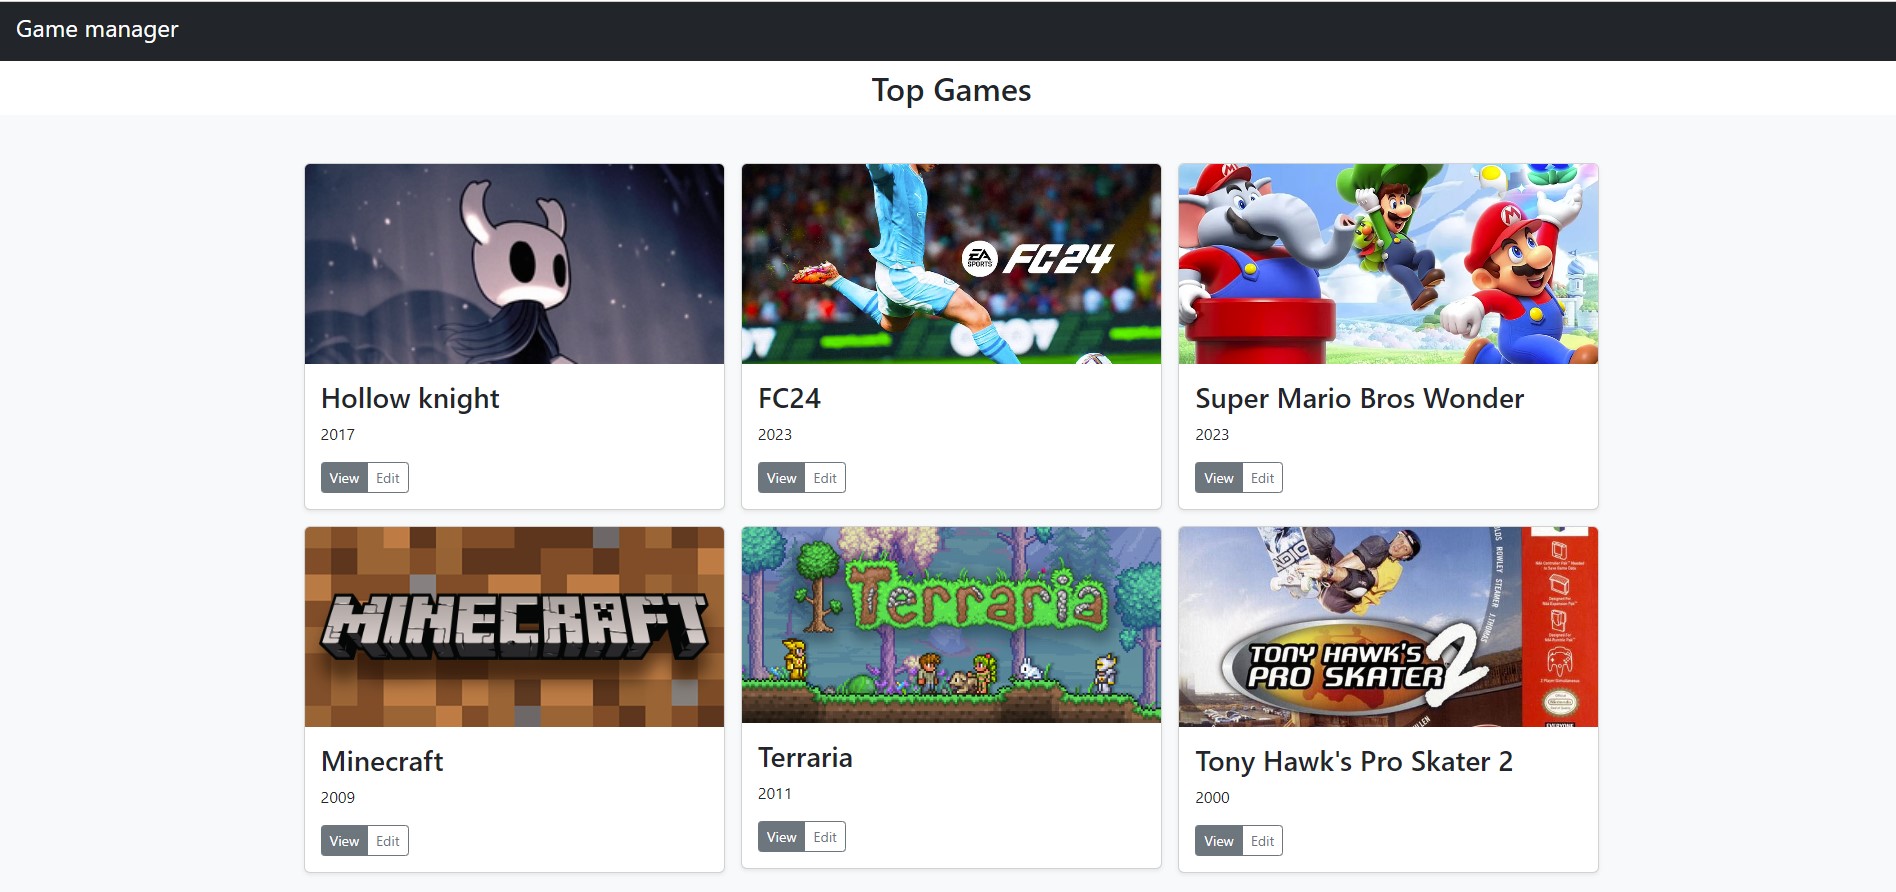 Game manager
Top Games
EA SPORTS FC24
Hollow knight
2017
View Edit
FC24
2023
View Edit
Super Mario Bros Wonder
2023
View Edit
MINECRAFT
Terraria
TONY HAWK'S
PRO SKATER 2
Minecraft
2009
View Edit
Terraria
2011
View Edit
Tony Hawk's Pro Skater 2
2000
View Edit